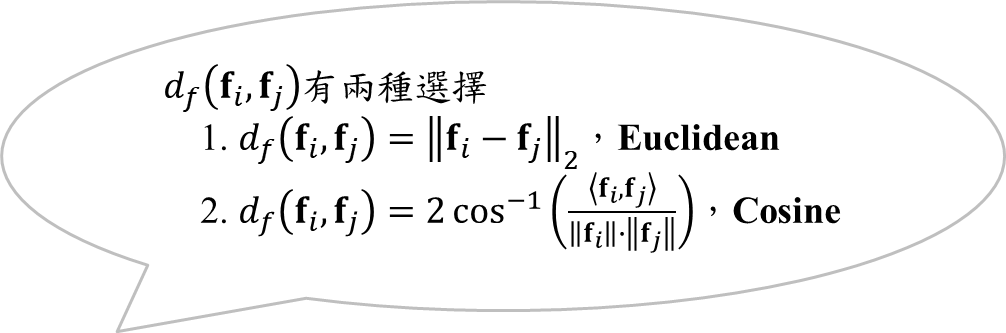 d_f(𝐟_i, 𝐟_j)有兩種選擇
1. d_f(𝐟_i, 𝐟_j) = ‖𝐟_i − 𝐟_j‖_2,Euclidean
2. d_f(𝐟_i, 𝐟_j) = 2 cos⁻¹(⟨𝐟_i,𝐟_j⟩ / ‖𝐟_i‖·‖𝐟_j‖),Cosine